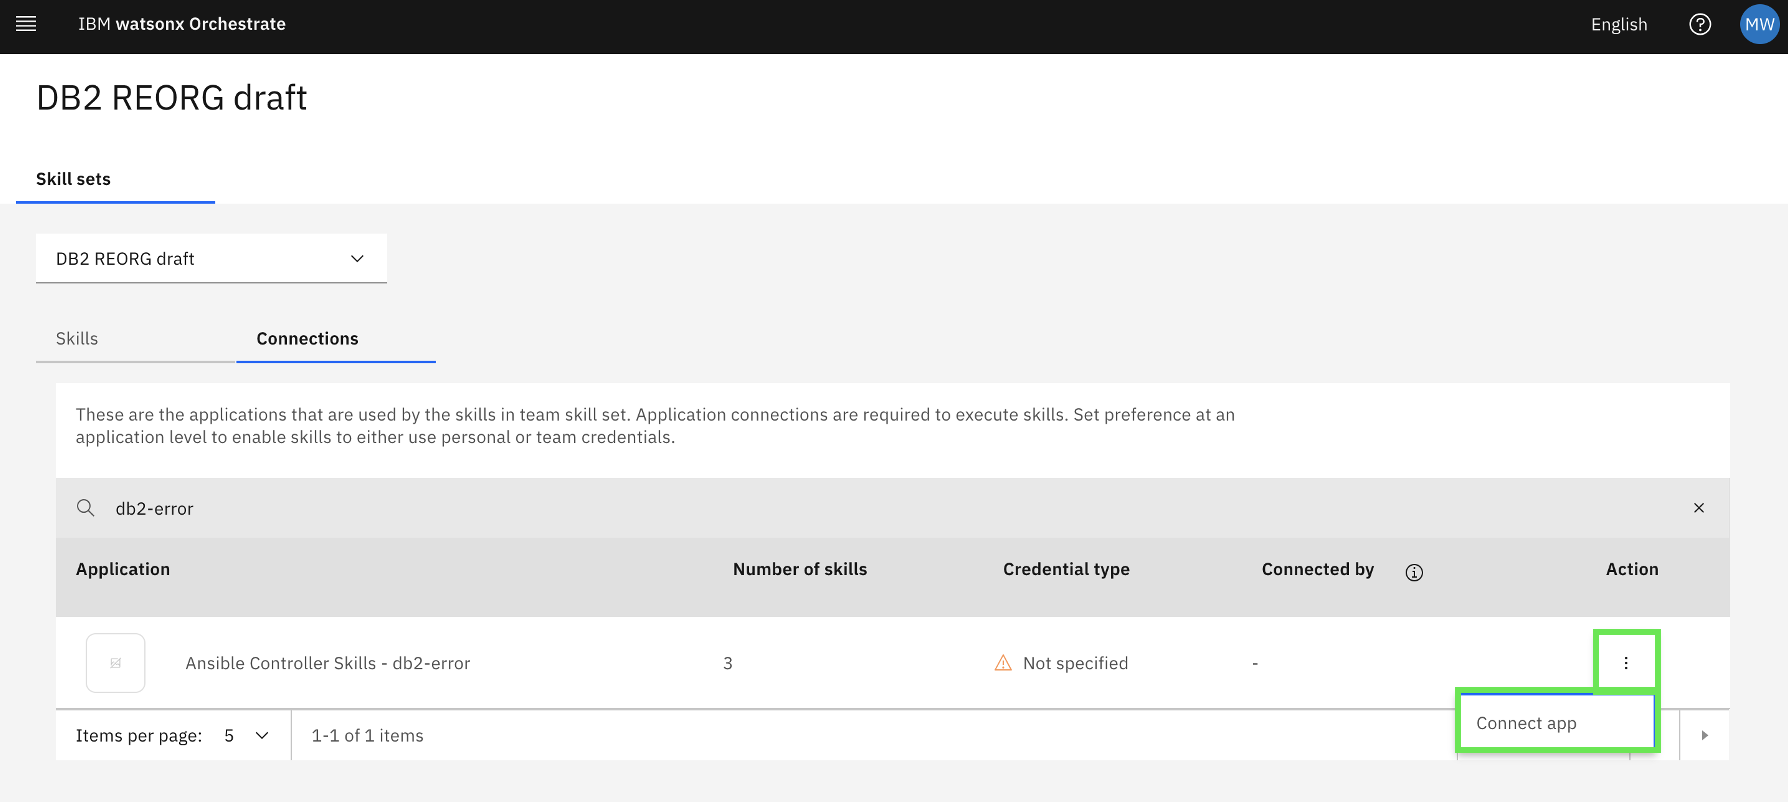 IBM watsonx Orchestrate
English
MW
DB2 REORG draft
Skill sets
DB2 REORG draft
Skills
Connections
These are the applications that are used by the skills in team skill set. Application connections are required to execute skills. Set preference at an
application level to enable skills to either use personal or team credentials.
db2-error
Application
Number of skills
Credential type
Connected by
Action
Ansible Controller Skills - db2-error
3
Not specified
-
Connect app
Items per page: 5
1-1 of 1 items